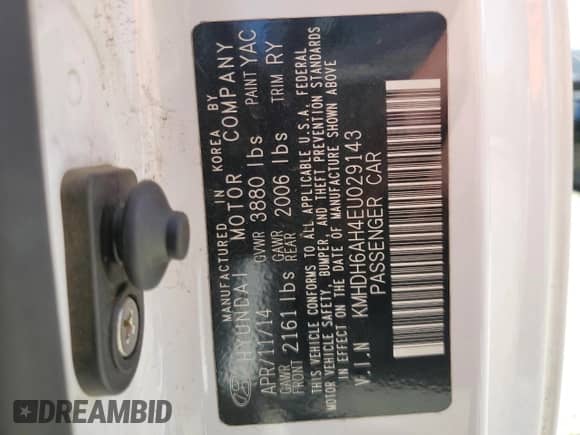 MANUFACTURED IN KOREA BY
HYUNDAI MOTOR COMPANY
APR/11/14 GVWR 3880 lbs PAINT YAC
GAWR FRONT 2161 lbs GAWR REAR 2006 lbs TRIM RY
THIS VEHICLE CONFORMS TO ALL APPLICABLE U.S.A. FEDERAL
MOTOR VEHICLE SAFETY, BUMPER, AND THEFT PREVENTION STANDARDS
IN EFFECT ON THE DATE OF MANUFACTURE SHOWN ABOVE
V.I.N KMHDH6AH4EU029143
PASSENGER CAR
DREAMBID